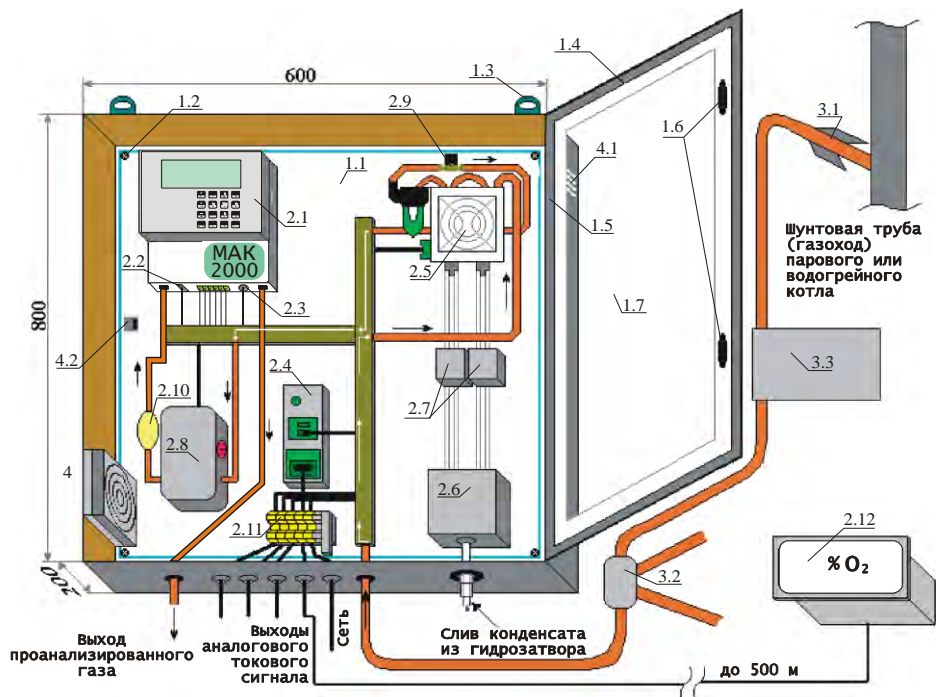 600
1.2
1.3
2.9
1.4
1.6
3.1
4.1
1.1
2.1
1.5
Шунтовая труба
(газоход)
парового или
водогрейного
котла
МАК
2000
2.5
2.2
2.3
1.7
800
4.2
2.4
2.7
3.3
2.10
2.8
4
2.6
2.11
2.12
% O₂
3.2
200
Выход
проанализированного
газа
Выходы
аналогового
токового
сигнала
Сеть
Слив конденсата
из гидрозатвора
до 500 м